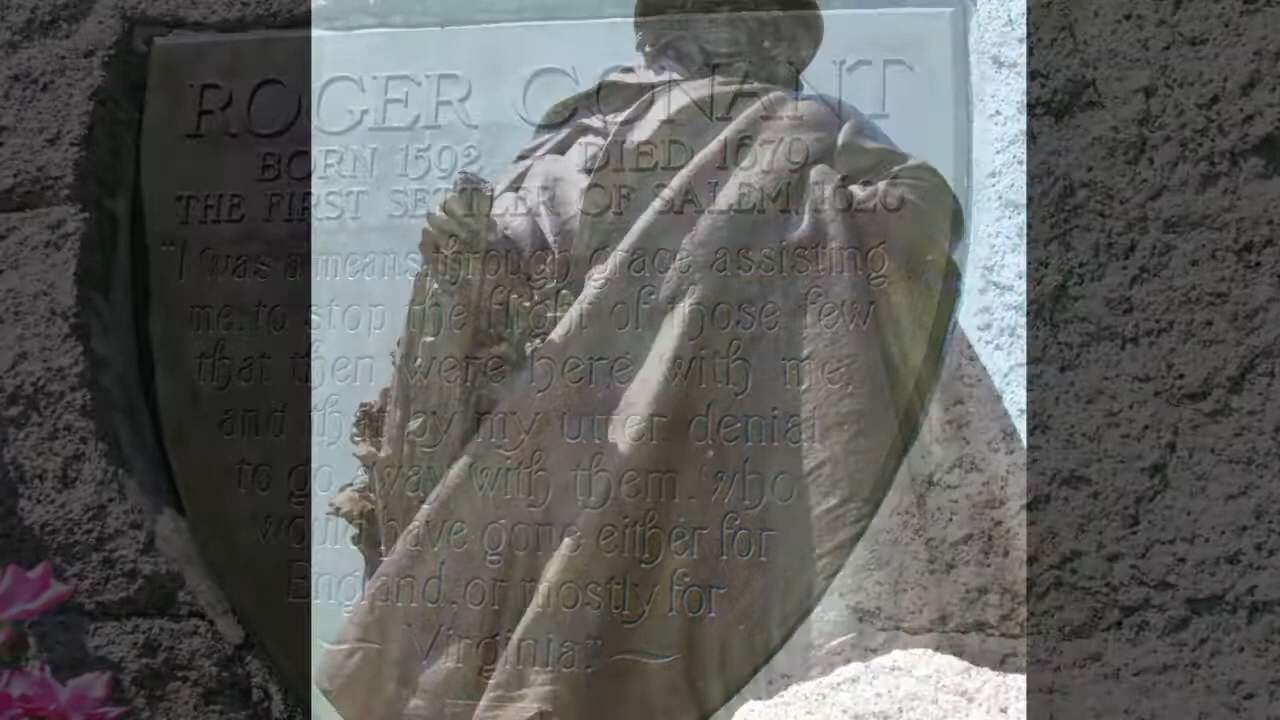 ROGER CONANT
BORN 1592 DIED 1679
THE FIRST SETTLER OF SALEM, 1626
"I was a means, through grace assisting
me, to stop the flight of those few
that then were here with me,
and that by my utter denial
to go away with them, who
would have gone either for
England, or mostly for
Virginia"